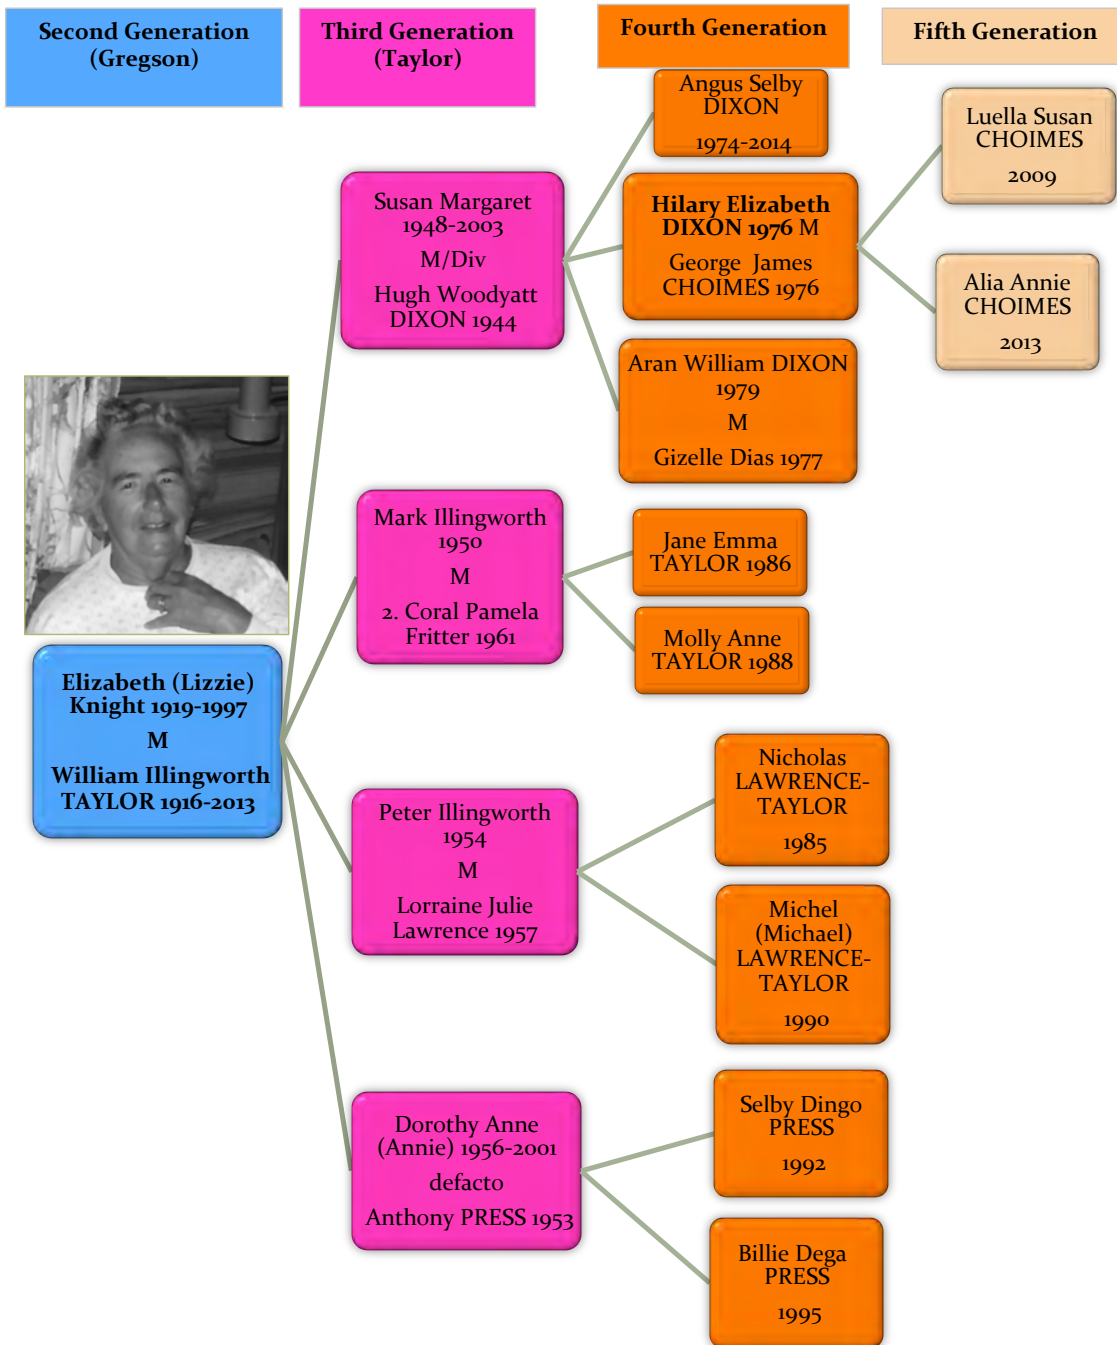 Second Generation
(Gregson)
Third Generation
(Taylor)
Fourth Generation
Fifth Generation
Angus Selby
DIXON
1974-2014
Luella Susan
CHOIMES
2009
Susan Margaret
1948-2003
M/Div
Hugh Woodyatt
DIXON 1944
Hilary Elizabeth
DIXON 1976 M
George James
CHOIMES 1976
Alia Annie
CHOIMES
2013
Aran William DIXON
1979
M
Gizelle Dias 1977
Mark Illingworth
1950
M
2. Coral Pamela
Fritter 1961
Jane Emma
TAYLOR 1986
Molly Anne
TAYLOR 1988
Elizabeth (Lizzie)
Knight 1919-1997
M
William Illingworth
TAYLOR 1916-2013
Peter Illingworth
1954
M
Lorraine Julie
Lawrence 1957
Nicholas
LAWRENCE-
TAYLOR
1985
Michel
(Michael)
LAWRENCE-
TAYLOR
1990
Dorothy Anne
(Annie) 1956-2001
defacto
Anthony PRESS 1953
Selby Dingo
PRESS
1992
Billie Dega
PRESS
1995